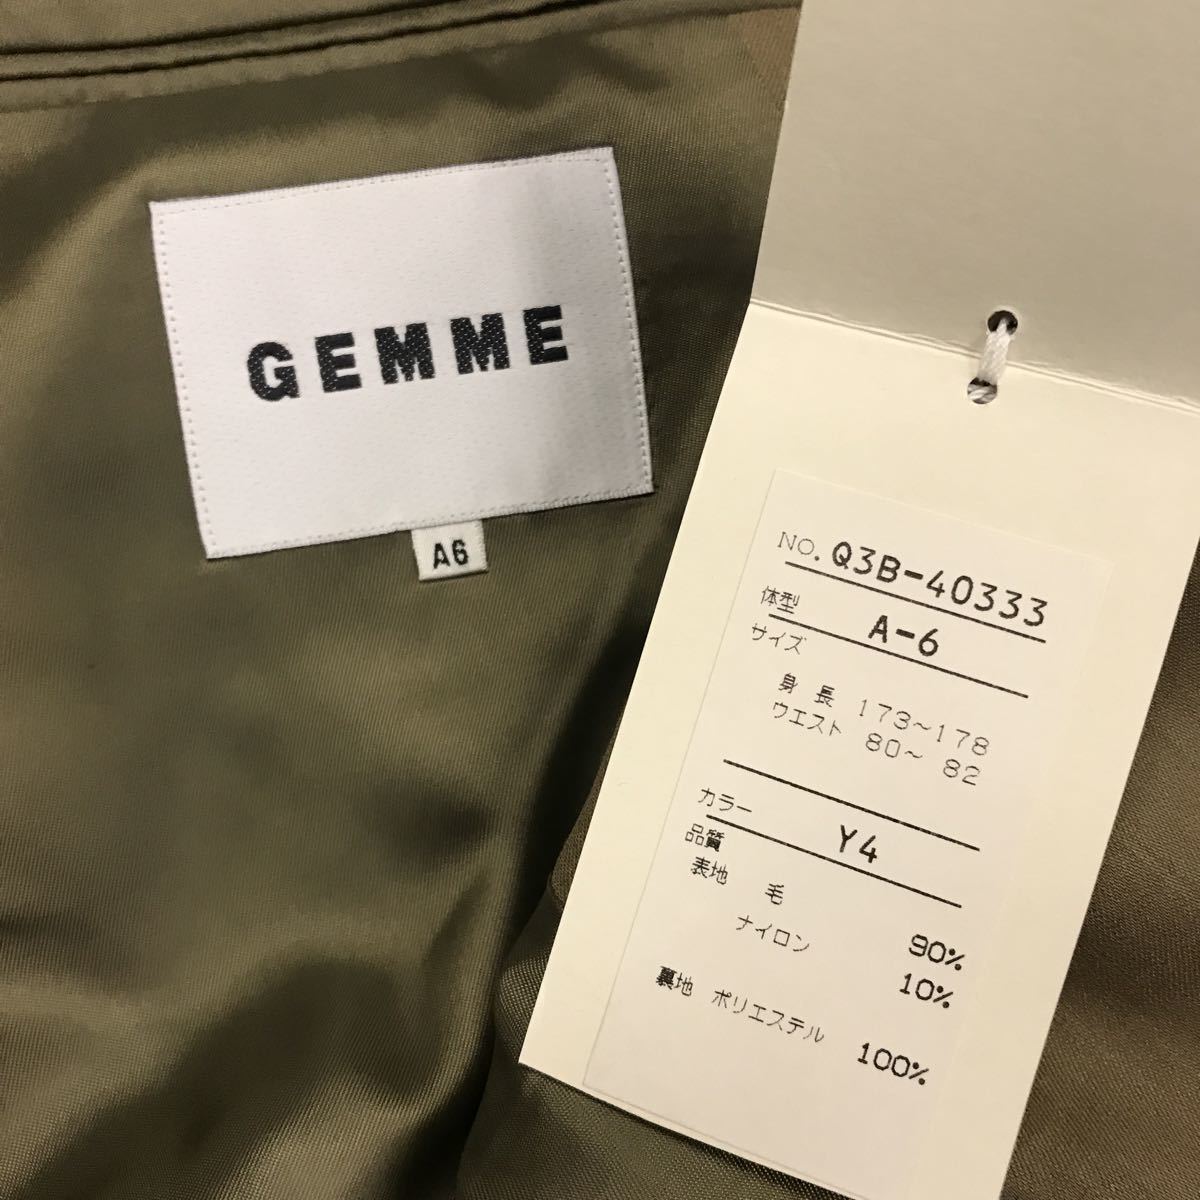 GEMME
A6
NO. Q3B-40333
体型 A-6
サイズ
身長 173～178
ウエスト 80～ 82
カラー Y4
品質
表地 毛 90%
ナイロン 10%
裏地 ポリエステル 100%